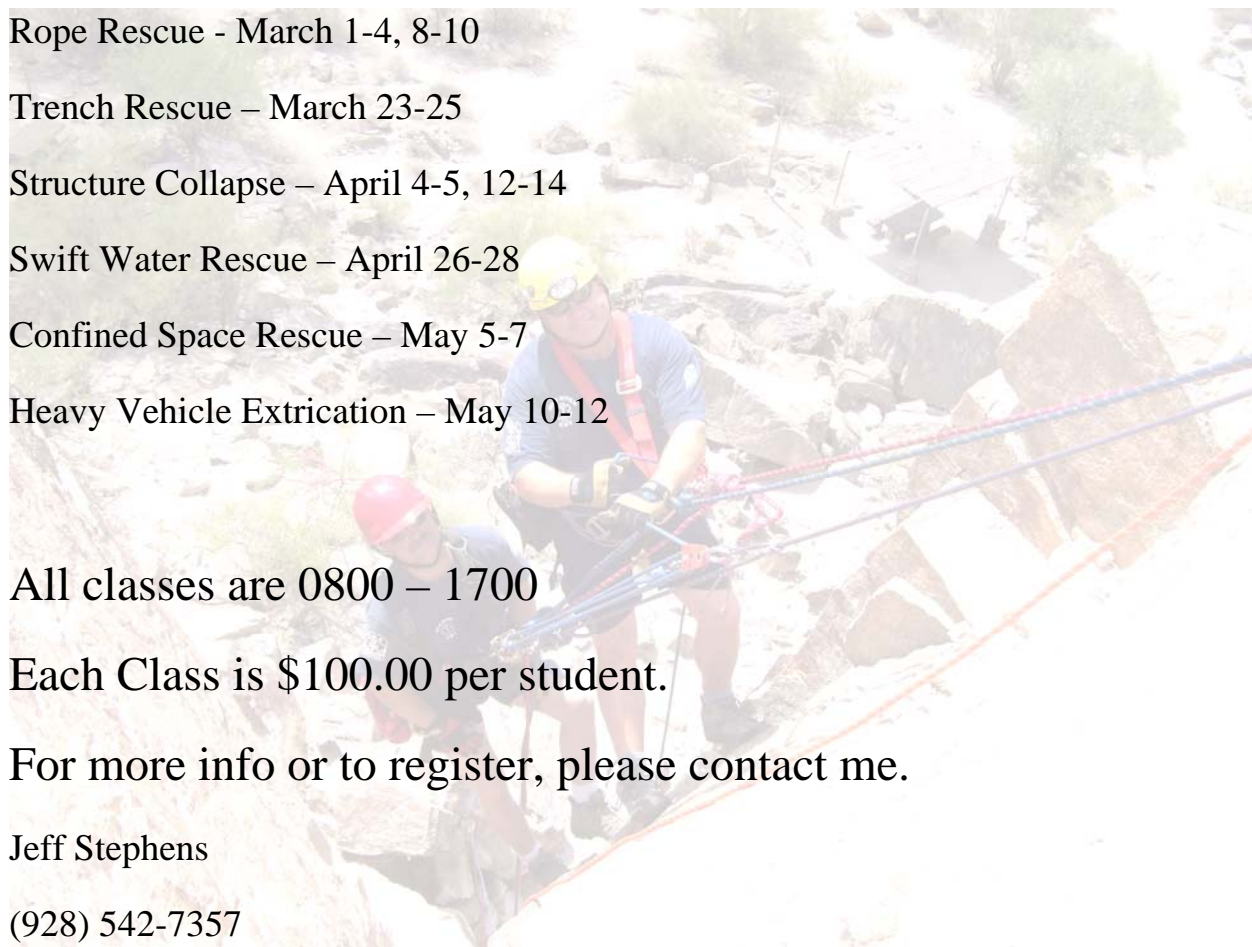 Rope Rescue - March 1-4, 8-10
Trench Rescue – March 23-25
Structure Collapse – April 4-5, 12-14
Swift Water Rescue – April 26-28
Confined Space Rescue – May 5-7
Heavy Vehicle Extrication – May 10-12
All classes are 0800 – 1700
Each Class is $100.00 per student.
For more info or to register, please contact me.
Jeff Stephens
(928) 542-7357